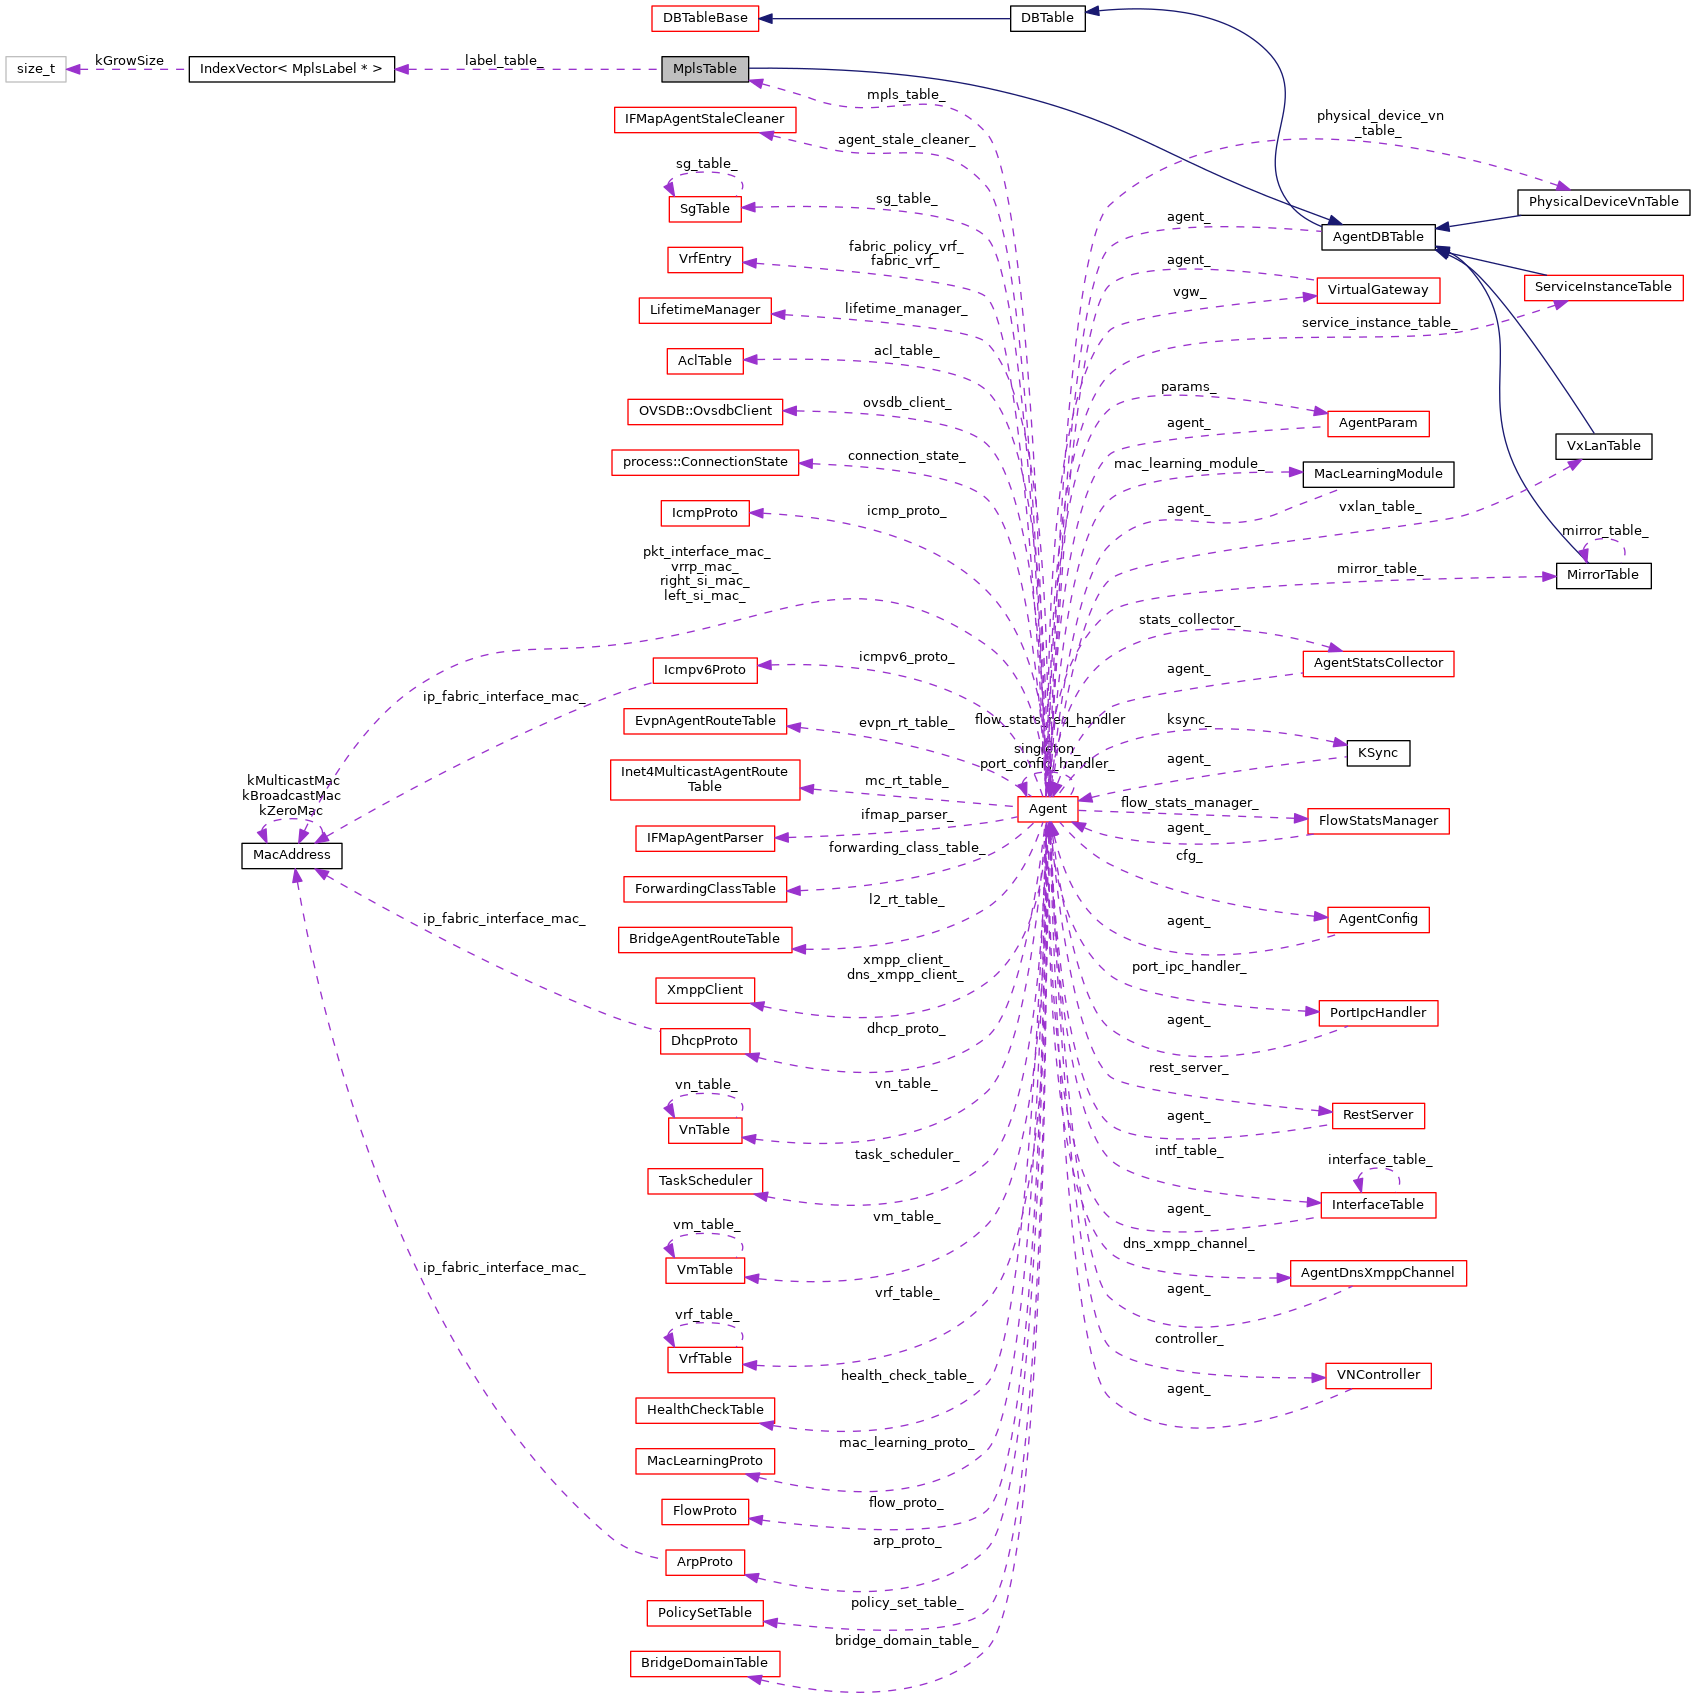 DBTableBase
DBTable
size_t
kGrowSize
IndexVector< MplsLabel * >
label_table_
MplsTable
mpls_table_
IFMapAgentStaleCleaner
agent_stale_cleaner_
physical_device_vn
_table_
sg_table_
SgTable
sg_table_
PhysicalDeviceVnTable
agent_
AgentDBTable
VrfEntry
fabric_policy_vrf_
fabric_vrf_
agent_
VirtualGateway
vgw_
ServiceInstanceTable
LifetimeManager
lifetime_manager_
service_instance_table_
AclTable
acl_table_
params_
OVSDB::OvsdbClient
ovsdb_client_
agent_
AgentParam
VxLanTable
process::ConnectionState
connection_state_
mac_learning_module_
MacLearningModule
IcmpProto
icmp_proto_
agent_
vxlan_table_
mirror_table_
pkt_interface_mac_
vrrp_mac_
right_si_mac_
left_si_mac_
mirror_table_
MirrorTable
stats_collector_
Icmpv6Proto
icmpv6_proto_
agent_
AgentStatsCollector
ip_fabric_interface_mac_
EvpnAgentRouteTable
evpn_rt_table_
flow_stats_req_handler
singleton_
port_config_handler_
ksync_
KSync
agent_
Inet4MulticastAgentRoute
Table
mc_rt_table_
kMulticastMac
kBroadcastMac
kZeroMac
Agent
flow_stats_manager_
FlowStatsManager
agent_
IFMapAgentParser
ifmap_parser_
MacAddress
forwarding_class_table_
cfg_
ForwardingClassTable
l2_rt_table_
AgentConfig
agent_
ip_fabric_interface_mac_
BridgeAgentRouteTable
xmpp_client_
dns_xmpp_client_
port_ipc_handler_
XmppClient
PortIpcHandler
agent_
DhcpProto
dhcp_proto_
rest_server_
vn_table_
VnTable
vn_table_
RestServer
agent_
intf_table_
interface_table_
TaskScheduler
task_scheduler_
InterfaceTable
agent_
vm_table_
VmTable
vm_table_
dns_xmpp_channel_
AgentDnsXmppChannel
ip_fabric_interface_mac_
agent_
vrf_table_
VrfTable
vrf_table_
controller_
VNController
agent_
health_check_table_
HealthCheckTable
mac_learning_proto_
MacLearningProto
flow_proto_
FlowProto
arp_proto_
ArpProto
policy_set_table_
PolicySetTable
bridge_domain_table_
BridgeDomainTable